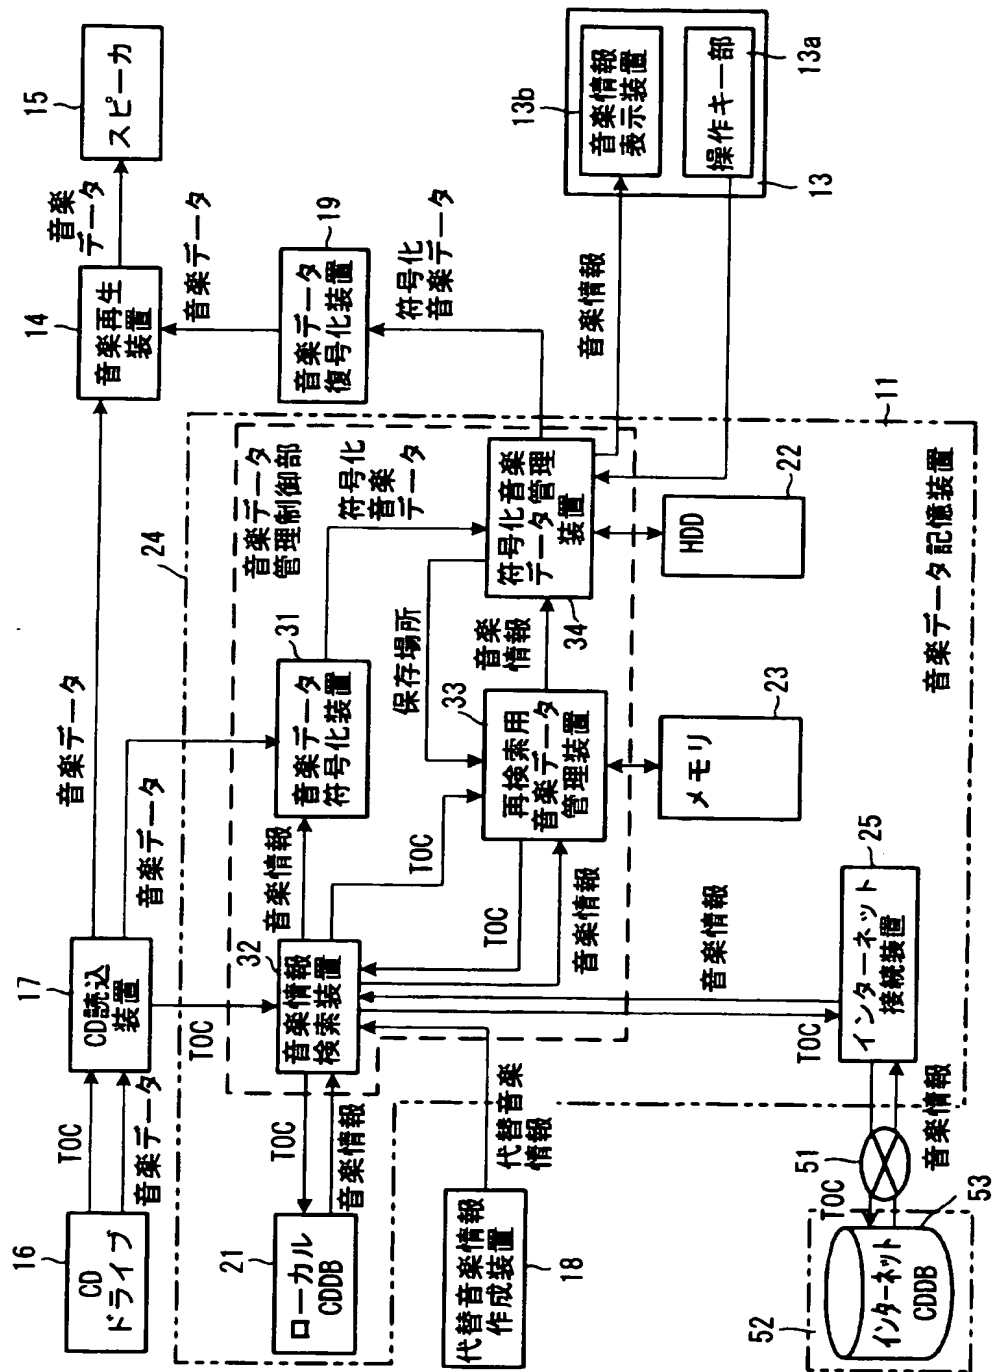 16
CD
ドライブ
TOC
音楽データ
17
CD読込
装置
音楽データ
音楽データ
14
音楽再生
装置
音楽
データ
15
スピーカ
TOC
24
音楽データ
管理制御部
音楽データ
19
音楽データ
復号化装置
21
ローカル
CDDB
TOC
音楽情報
32
音楽情報
検索装置
音楽情報
31
音楽データ
符号化装置
符号化
音楽
データ
符号化
音楽データ
18
代替音楽情報
作成装置
代替音楽
情報
TOC
TOC
音楽情報
33
再検索用
音楽データ
管理装置
保存場所
音楽
情報
34
符号化音楽
データ管理
装置
音楽情報
13b
音楽情報
表示装置
13a
操作キー部
13
23
メモリ
22
HDD
TOC
音楽情報
25
インターネット
接続装置
11
音楽データ記憶装置
52
インターネット
CDDB
53
51
TOC
音楽情報